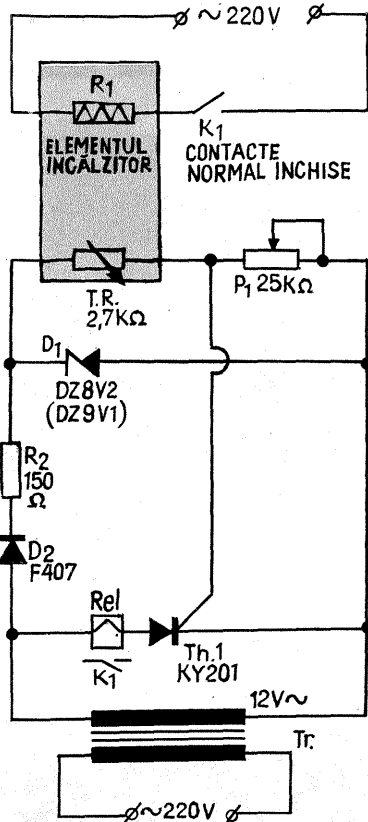 ~220V
R1
K1
ELEMENTUL
INCĂLZITOR
CONTACTE
NORMAL INCHISE
T.R.
2,7KΩ
P1 25KΩ
D1
DZ8V2
(DZ9V1)
R2
150
Ω
D2
F407
Rel
K1
Th.1
KY201
12V~
Tr.
~220V